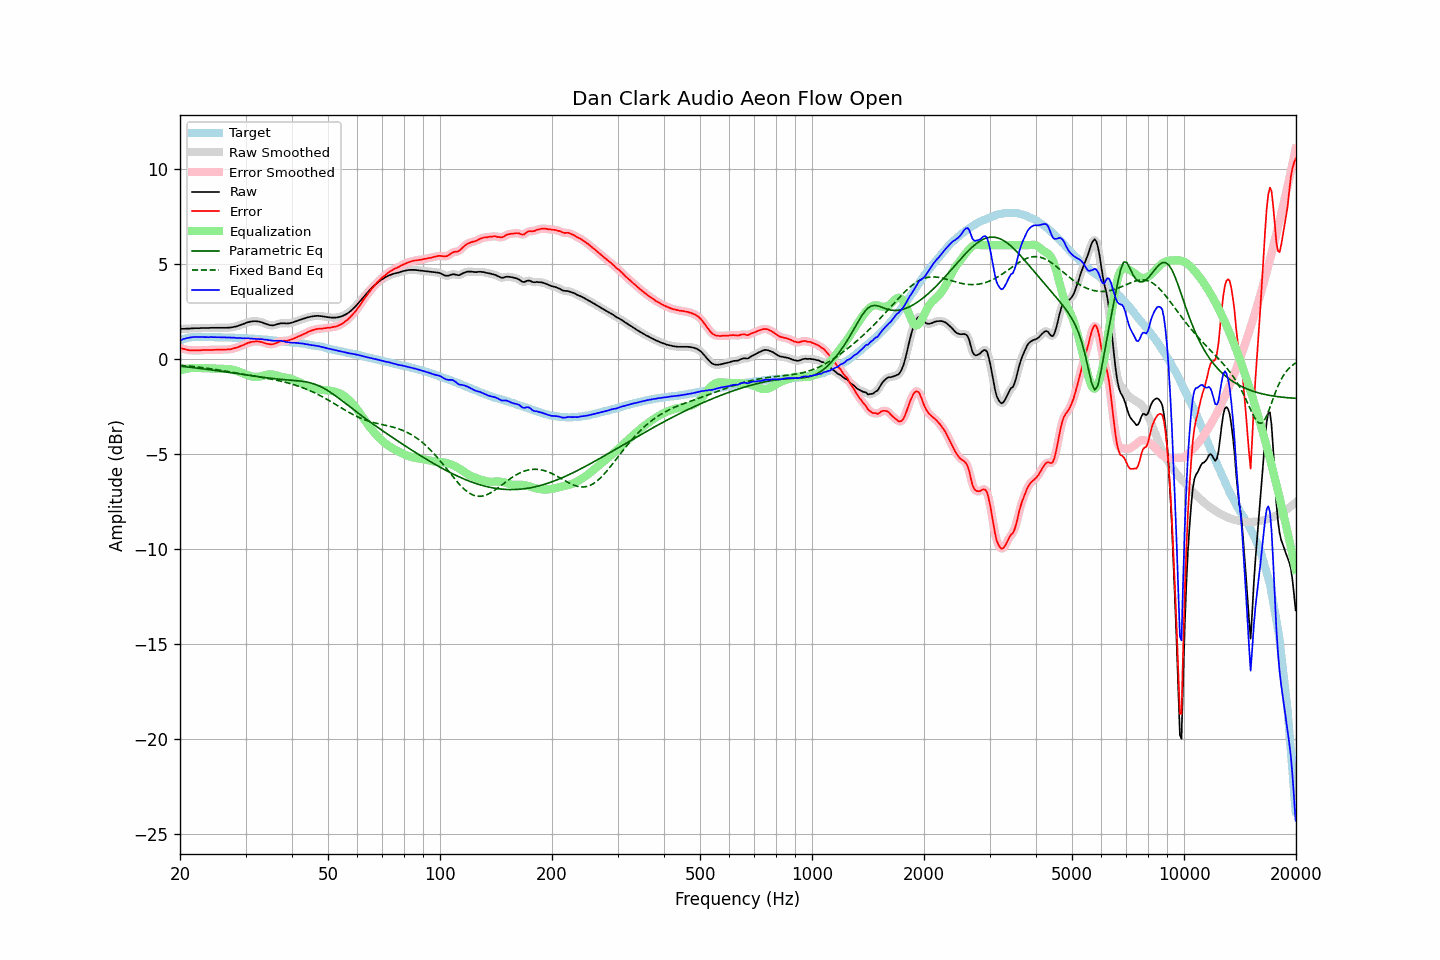 Dan Clark Audio Aeon Flow Open
Target
Raw Smoothed
Error Smoothed
Raw
Error
Equalization
Parametric Eq
Fixed Band Eq
Equalized
Amplitude (dBr)
10
5
0
−5
−10
−15
−20
−25
20
50
100
200
500
1000
2000
5000
10000
20000
Frequency (Hz)